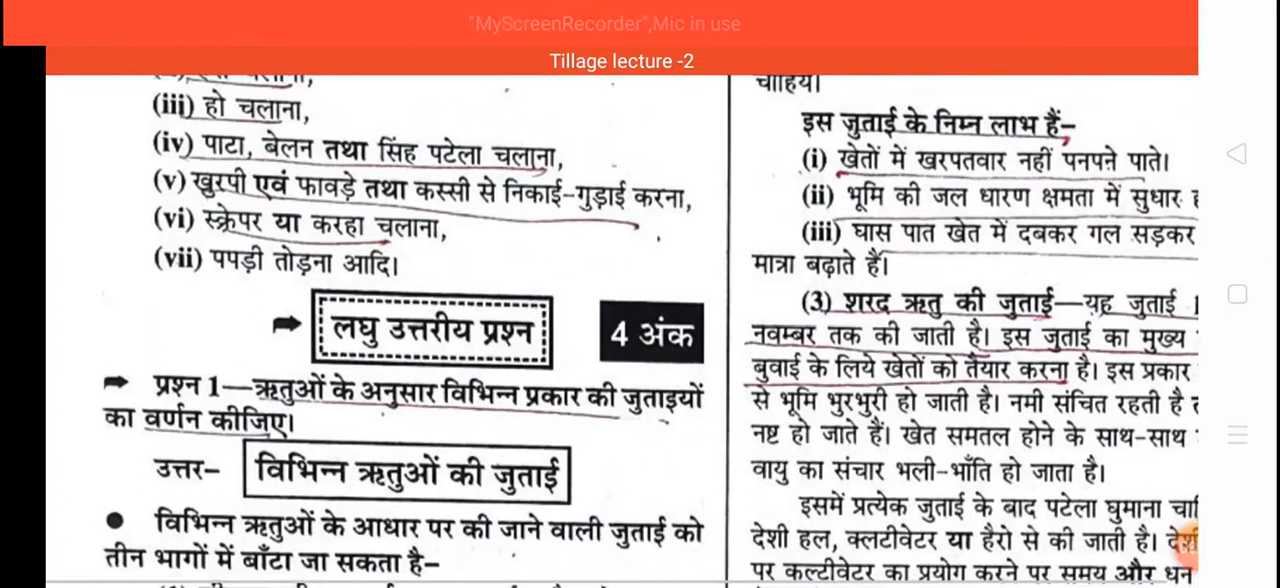 "MyScreenRecorder",Mic in use
Tillage lecture -2
(iii) हो चलाना,
(iv) पाटा, बेलन तथा सिंह पटेला चलाना,
(v) खुरपी एवं फावड़े तथा कस्सी से निकाई-गुड़ाई करना,
(vi) स्क्रेपर या करहा चलाना,
(vii) पपड़ी तोड़ना आदि।
लघु उत्तरीय प्रश्न
4 अंक
प्रश्न 1—ऋतुओं के अनुसार विभिन्न प्रकार की जुताइयों
का वर्णन कीजिए।
उत्तर–
विभिन्न ऋतुओं की जुताई
● विभिन्न ऋतुओं के आधार पर की जाने वाली जुताई को
तीन भागों में बाँटा जा सकता है–
चाहिये।
इस जुताई के निम्न लाभ हैं–
(i) खेतों में खरपतवार नहीं पनपने पाते।
(ii) भूमि की जल धारण क्षमता में सुधार
(iii) घास पात खेत में दबकर गल सड़कर
मात्रा बढ़ाते हैं।
(3) शरद ऋतु की जुताई—यह जुताई
नवम्बर तक की जाती है। इस जुताई का मुख्य
बुवाई के लिये खेतों को तैयार करना है। इस प्रकार
से भूमि भुरभुरी हो जाती है। नमी संचित रहती है
नष्ट हो जाते हैं। खेत समतल होने के साथ-साथ
वायु का संचार भली-भाँति हो जाता है।
इसमें प्रत्येक जुताई के बाद पटेला घुमाना
देशी हल, क्लटीवेटर या हैरो से की जाती है।
पर कल्टीवेटर का प्रयोग करने पर समय और धन